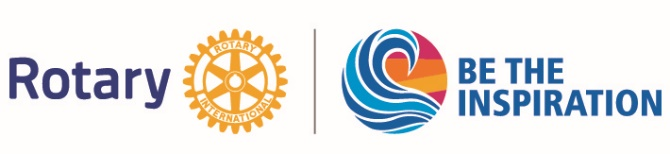 Rotary
ROTARY
INTERNATIONAL
BE THE
INSPIRATION